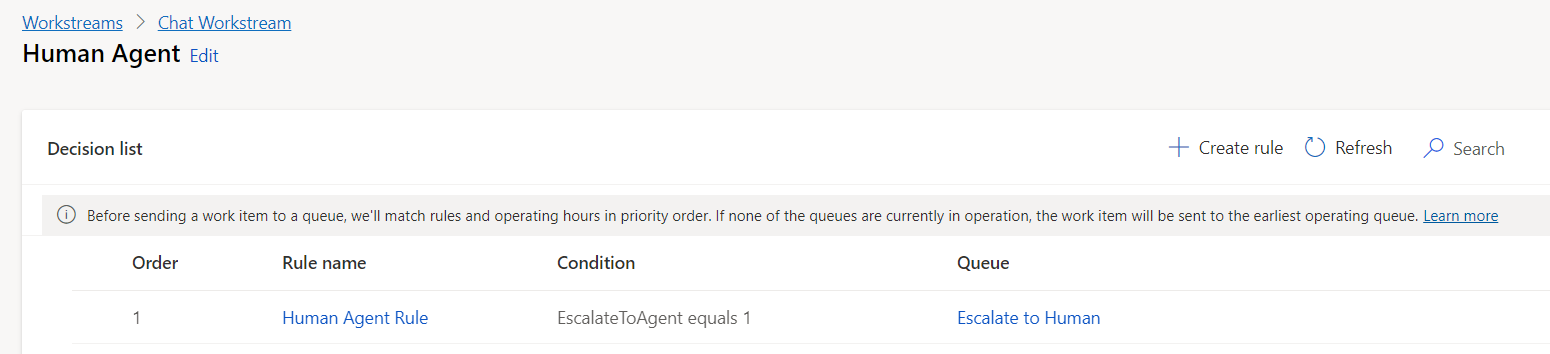 Workstreams > Chat Workstream
Human Agent Edit
Decision list
Create rule Refresh Search
Before sending a work item to a queue, we'll match rules and operating hours in priority order. If none of the queues are currently in operation, the work item will be sent to the earliest operating queue. Learn more
Order Rule name Condition Queue
1 Human Agent Rule EscalateToAgent equals 1 Escalate to Human